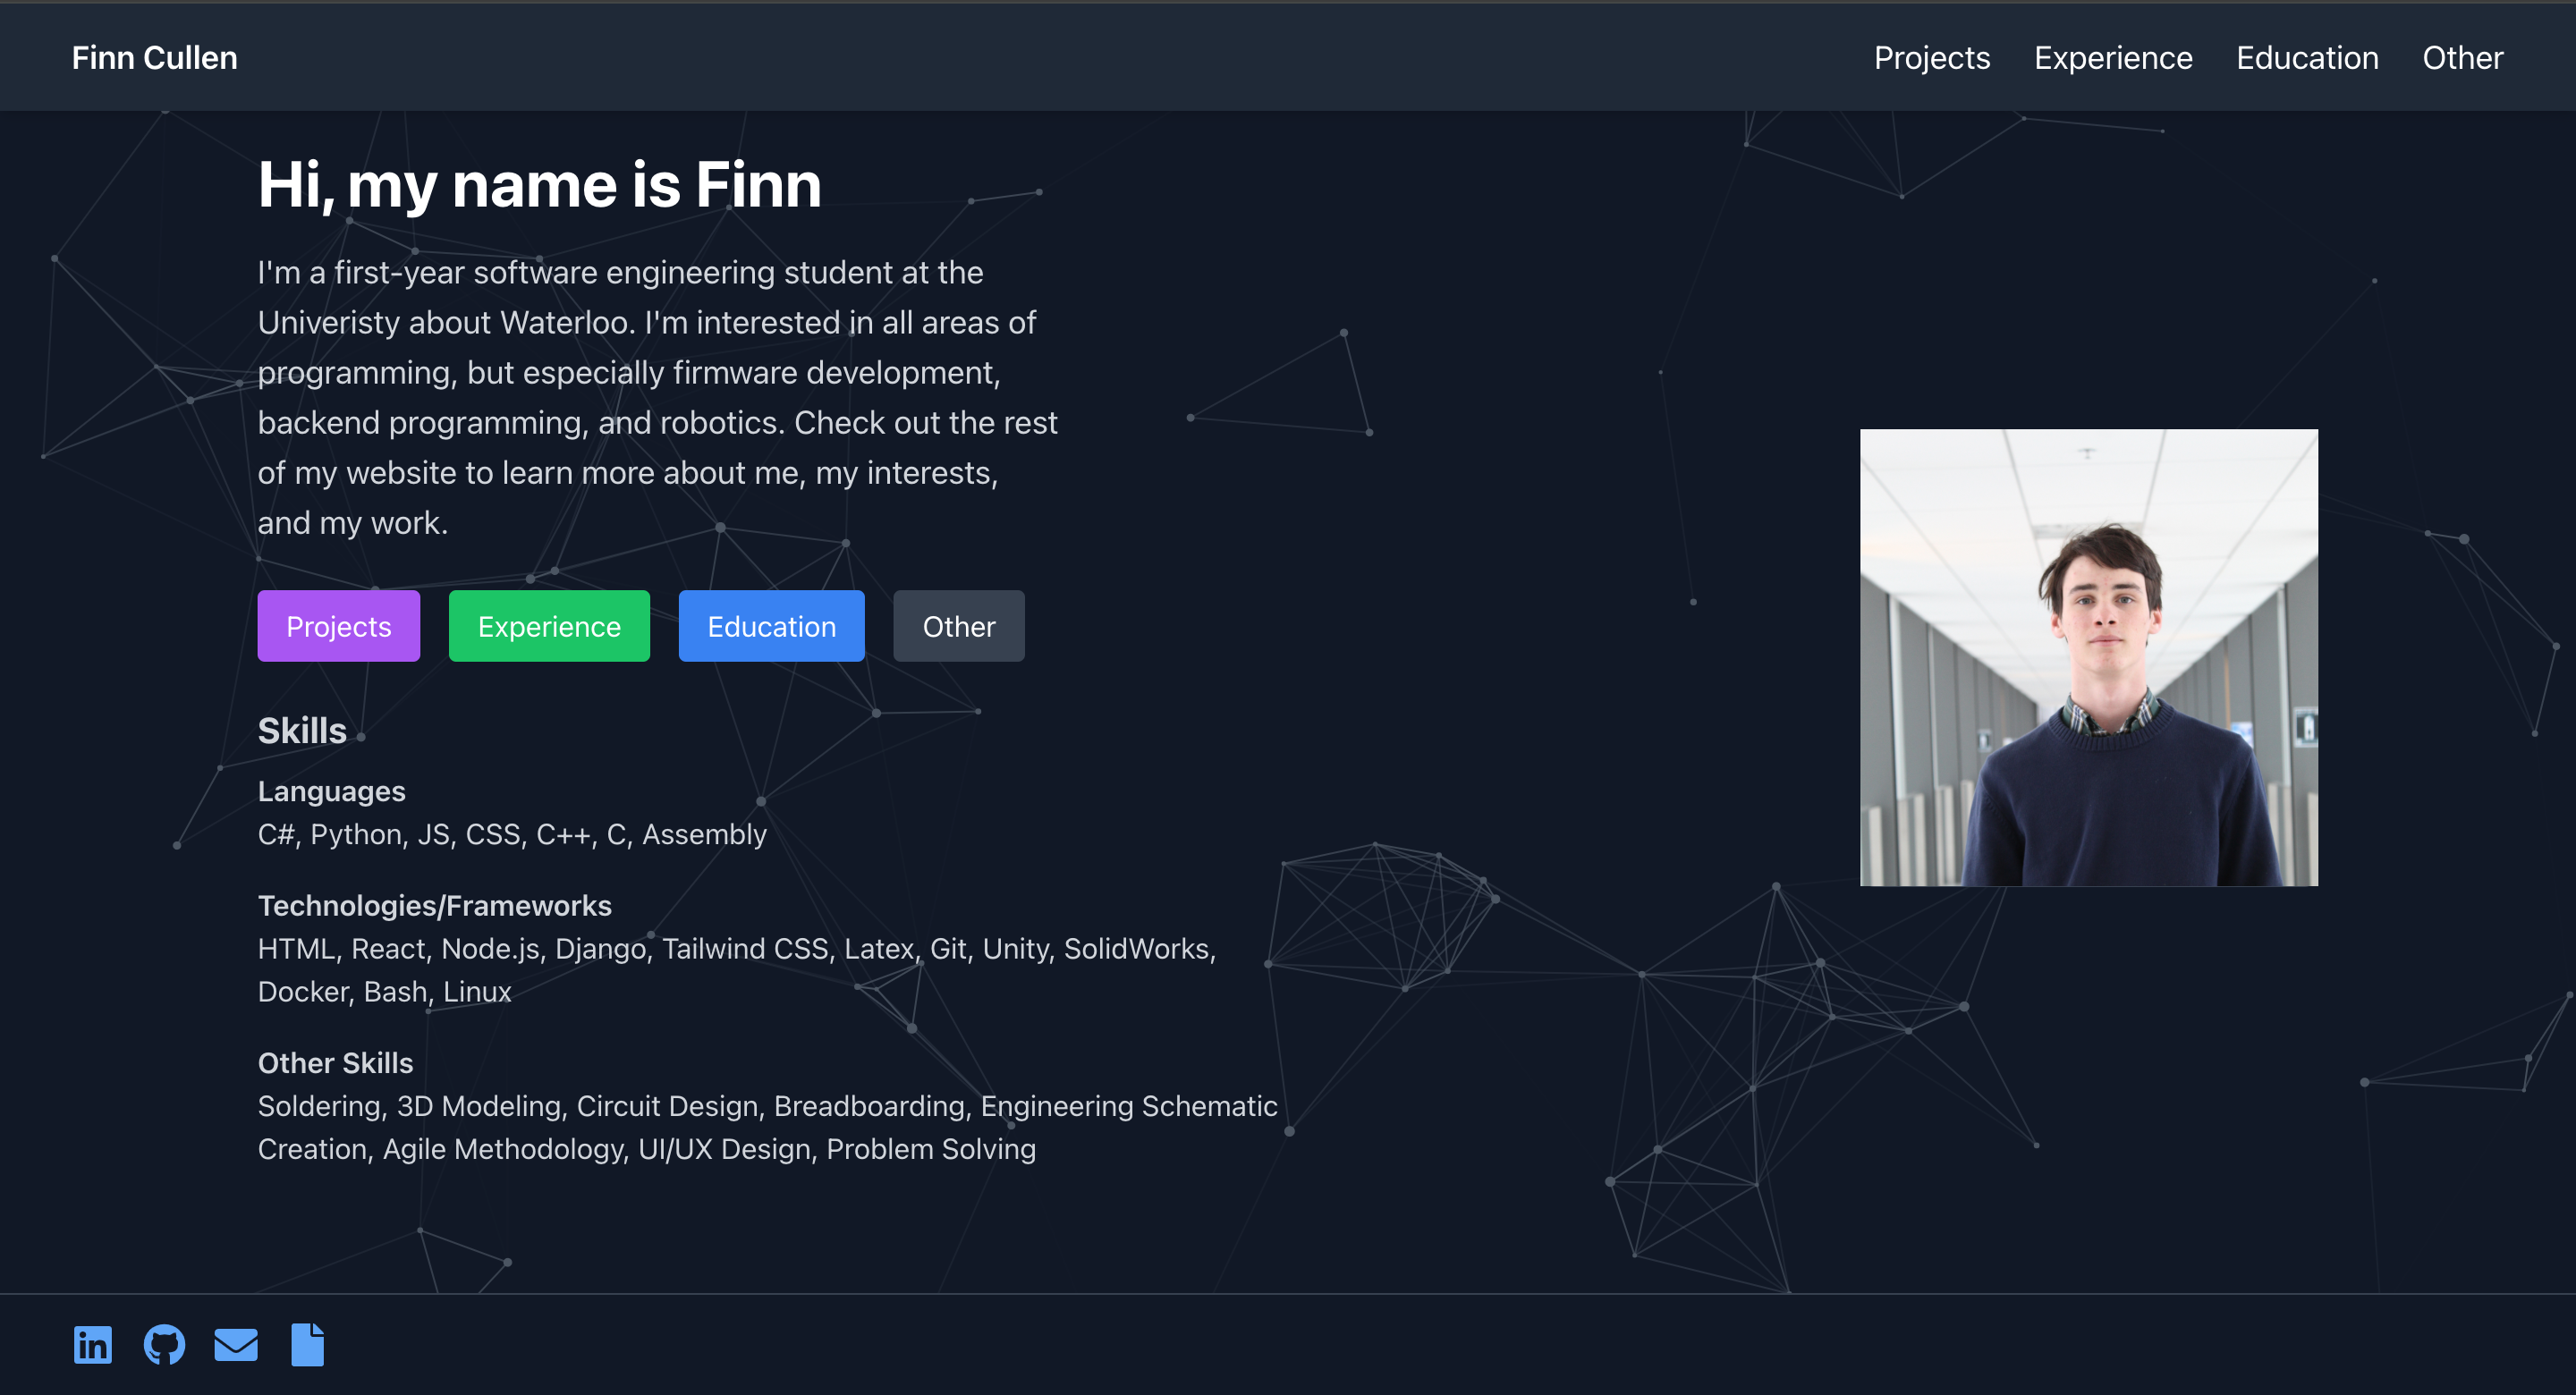 Finn Cullen
Projects Experience Education Other
Hi, my name is Finn
I'm a first-year software engineering student at the
Univeristy about Waterloo. I'm interested in all areas of
programming, but especially firmware development,
backend programming, and robotics. Check out the rest
of my website to learn more about me, my interests,
and my work.
Projects Experience Education Other
Skills
Languages
C#, Python, JS, CSS, C++, C, Assembly
Technologies/Frameworks
HTML, React, Node.js, Django, Tailwind CSS, Latex, Git, Unity, SolidWorks,
Docker, Bash, Linux
Other Skills
Soldering, 3D Modeling, Circuit Design, Breadboarding, Engineering Schematic
Creation, Agile Methodology, UI/UX Design, Problem Solving
in